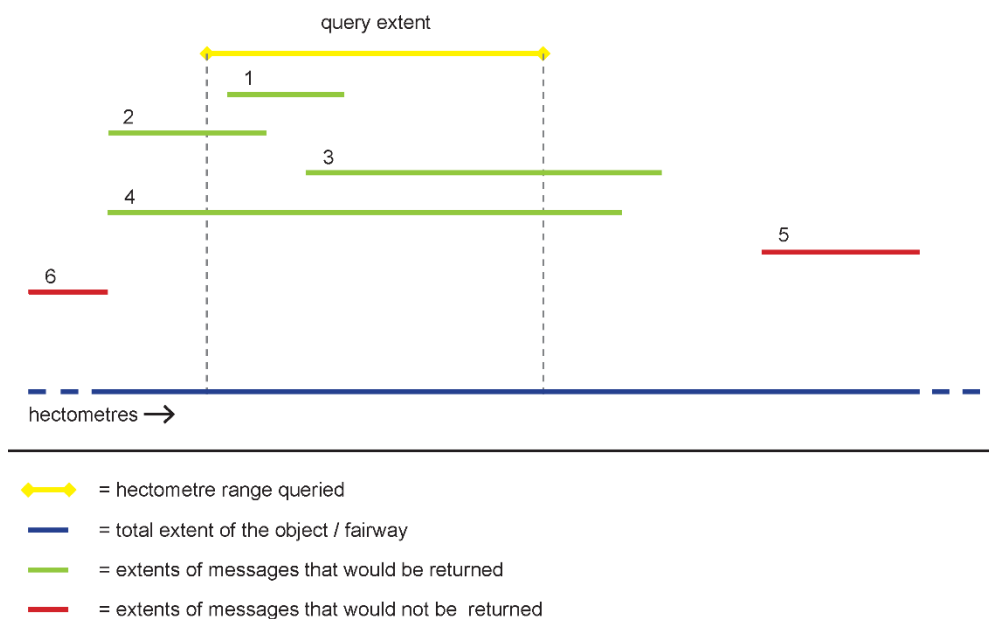 query extent
1
2
3
4
5
6
hectometres
= hectometre range queried
= total extent of the object / fairway
= extents of messages that would be returned
= extents of messages that would not be returned